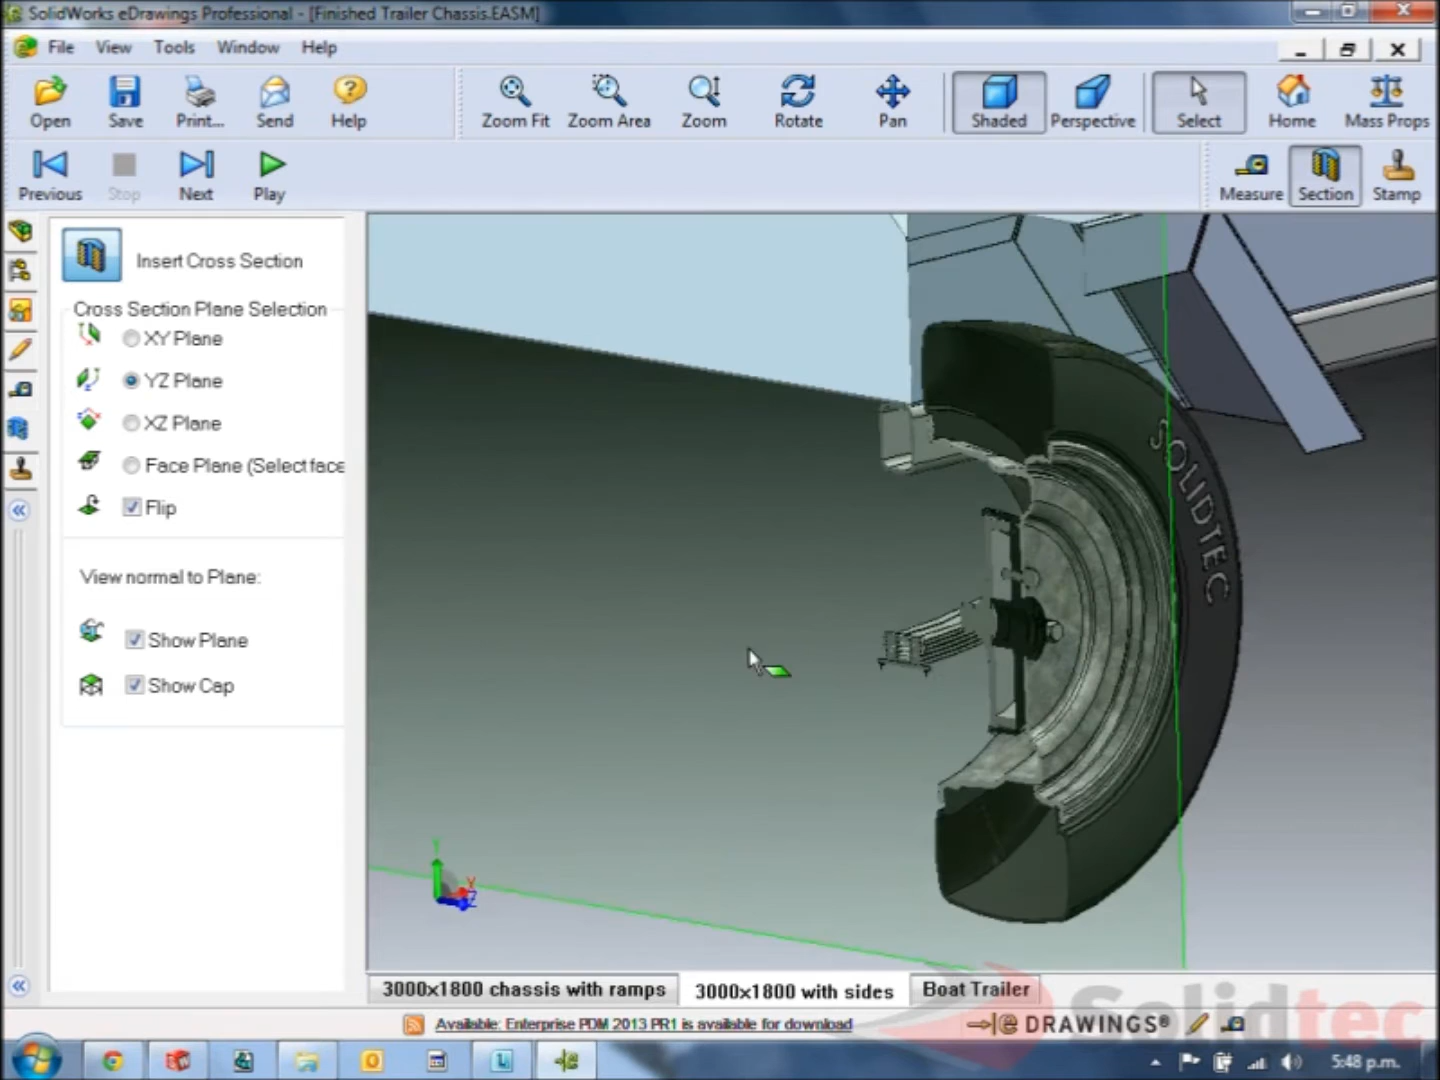 SolidWorks eDrawings Professional - [Finished Trailer Chassis.EASM]
File View Tools Window Help
Open Save Print... Send Help Zoom Fit Zoom Area Zoom Rotate Pan Shaded Perspective Select Home Mass Props
Previous Stop Next Play Measure Section Stamp
Insert Cross Section
Cross Section Plane Selection
XY Plane
YZ Plane
XZ Plane
Face Plane (Select face
Flip
View normal to Plane:
Show Plane
Show Cap
SOLIDTEC
Y
Z
3000x1800 chassis with ramps 3000x1800 with sides Boat Trailer
Available: Enterprise PDM 2013 PR1 is available for download
DRAWINGS®
Solidtec
5:48 p.m.